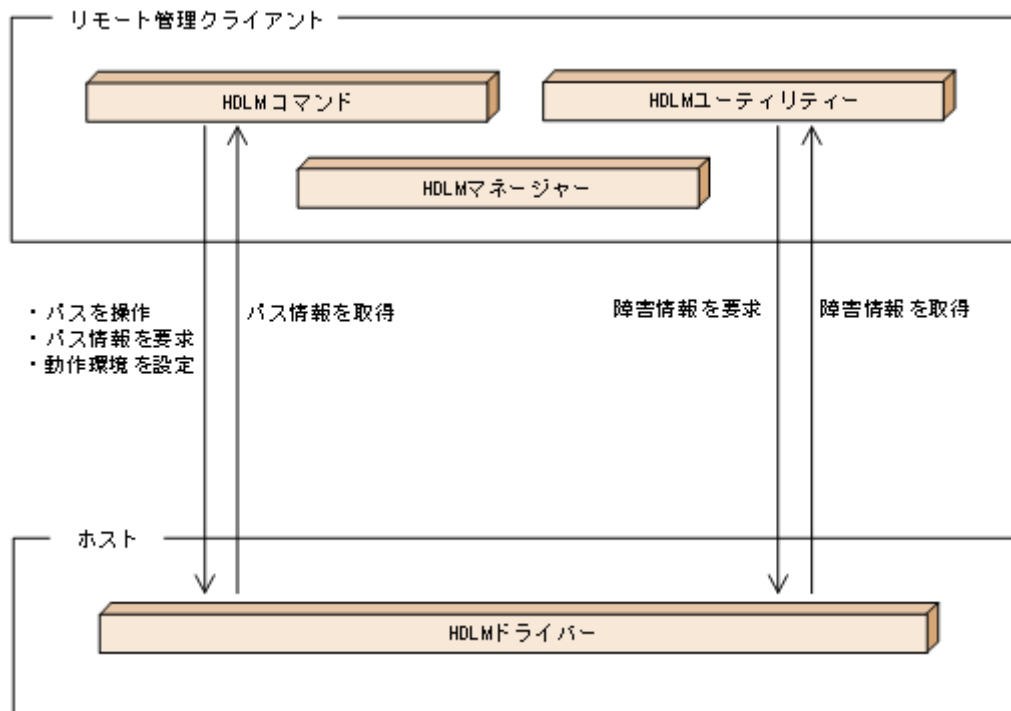 リモート管理クライアント
HDLMコマンド
HDLMユーティリティー
HDLMマネージャー
・パスを操作
・パス情報を要求
・動作環境を設定
パス情報を取得
障害情報を要求
障害情報を取得
ホスト
HDLMドライバー